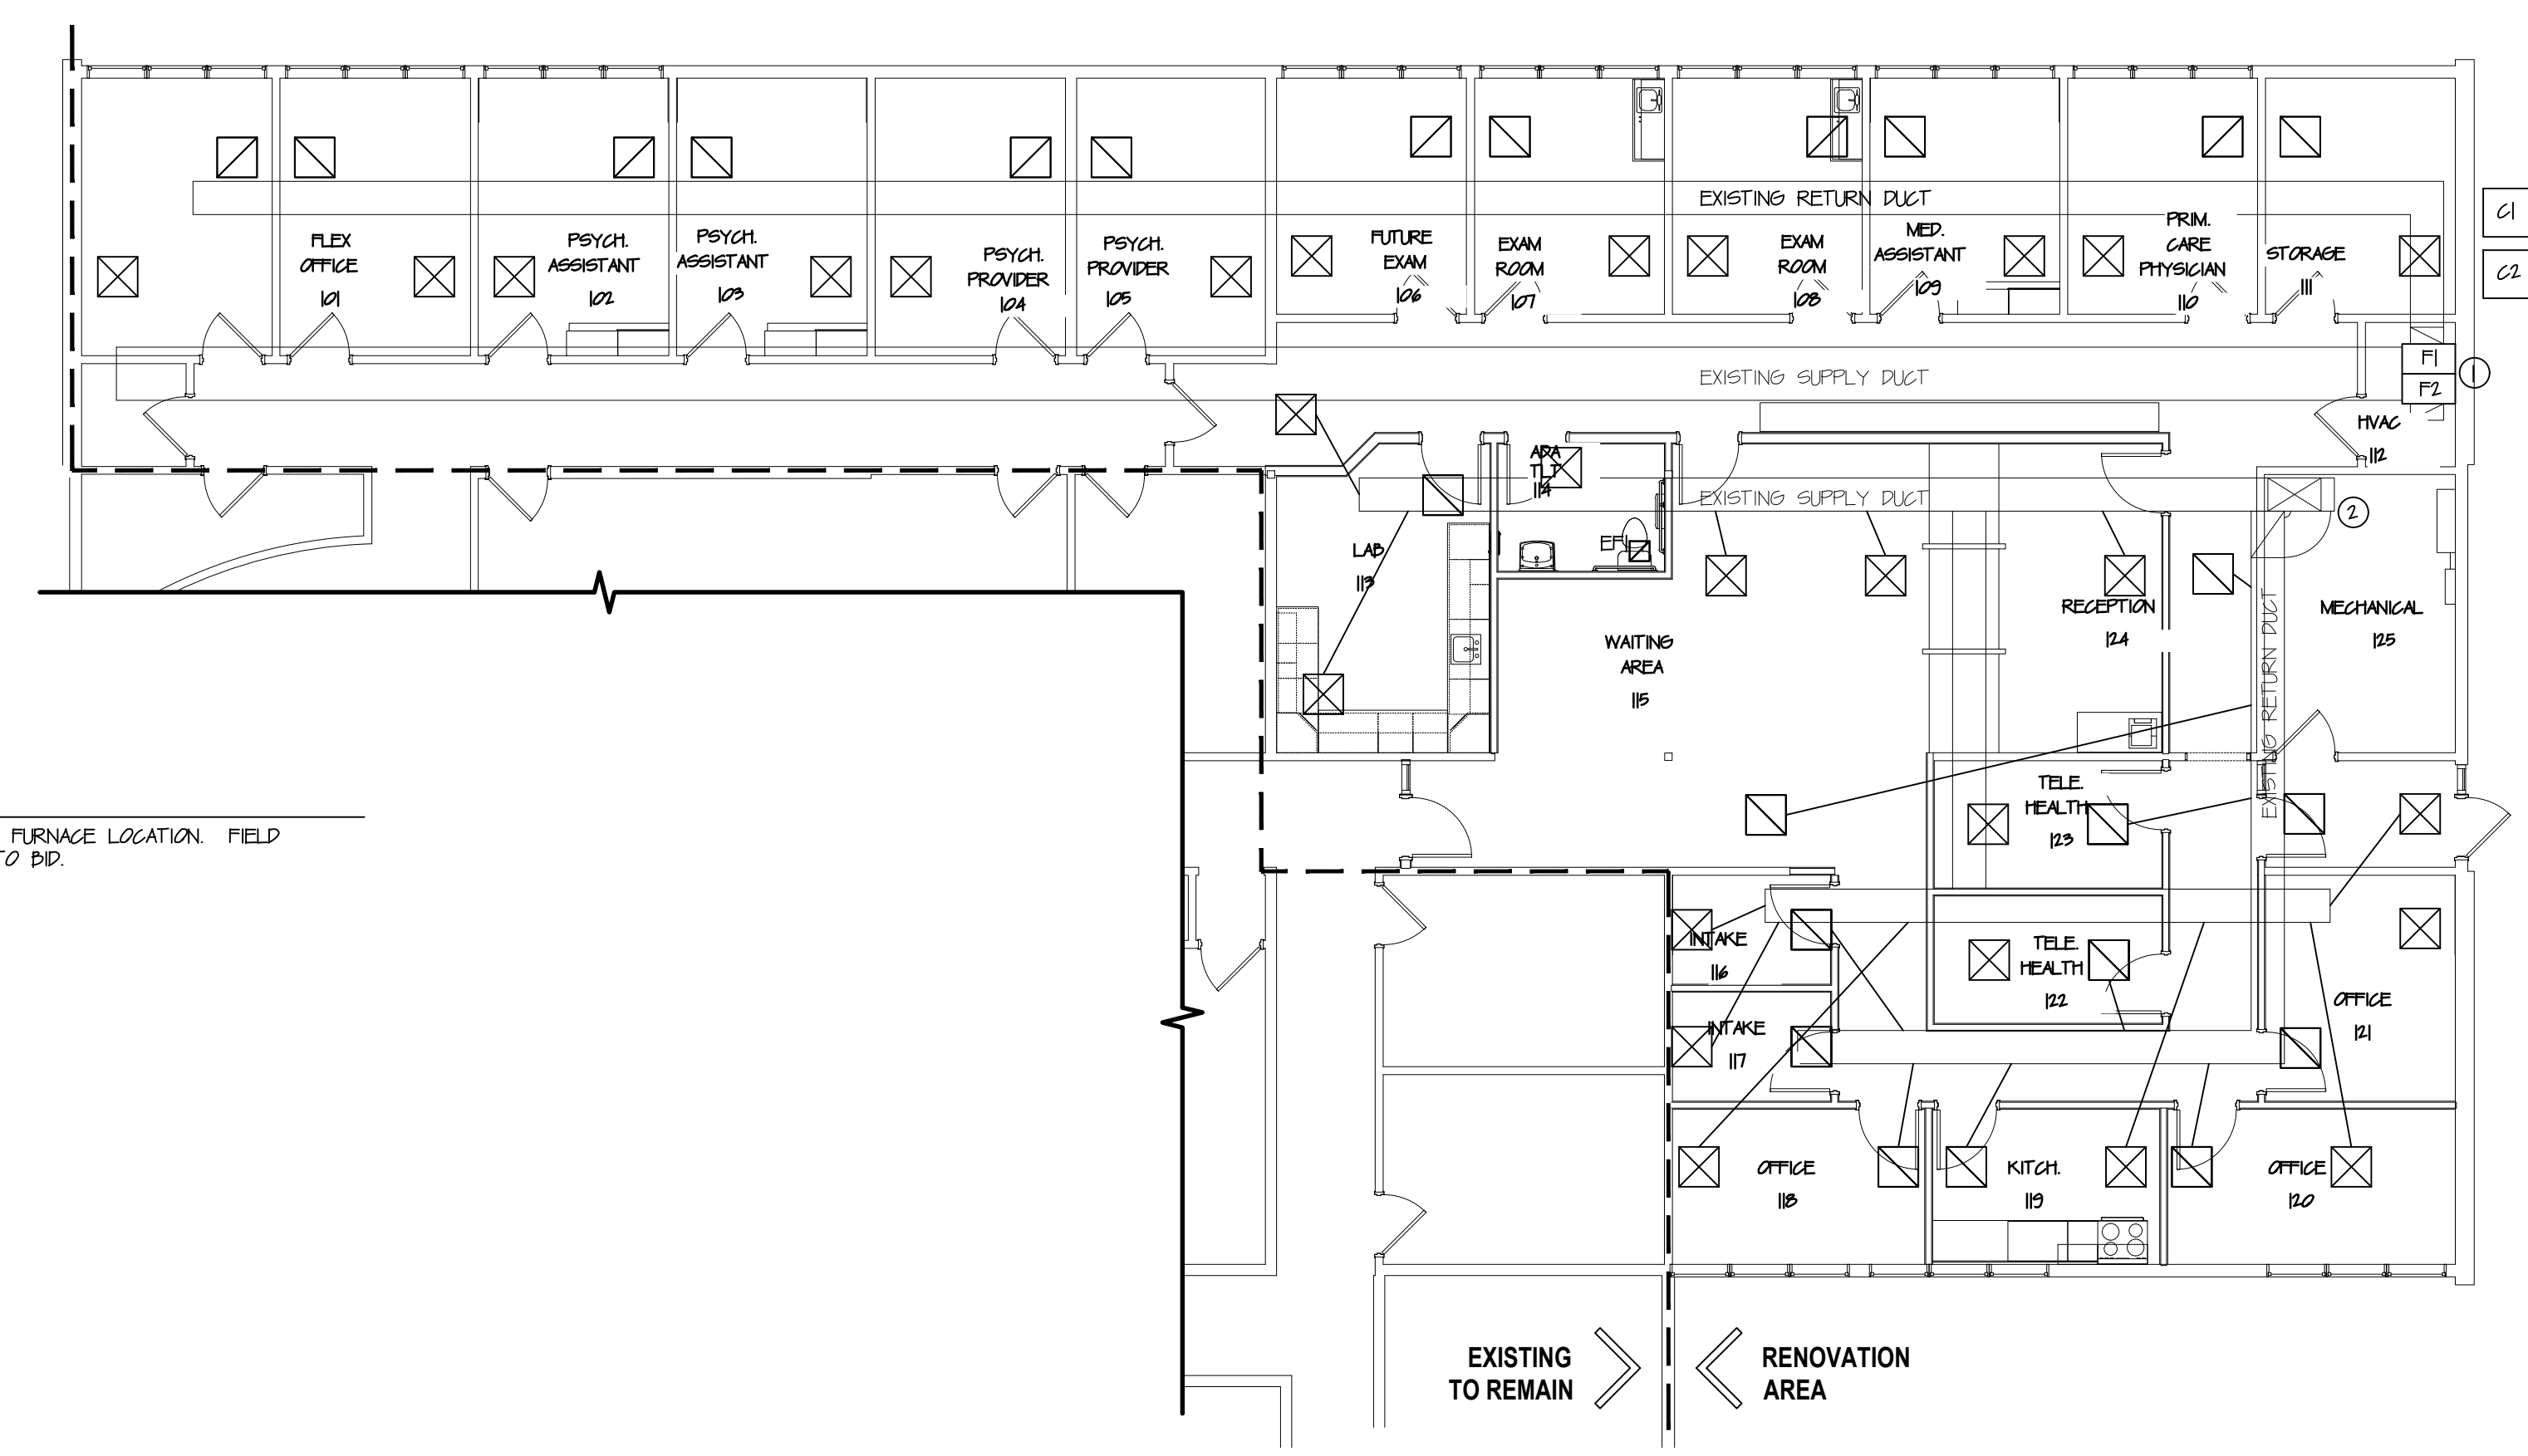 EXISTING RETURN DUCT
C1
C2
FLEX
OFFICE
101
PSYCH.
ASSISTANT
102
PSYCH.
ASSISTANT
103
PSYCH.
PROVIDER
104
PSYCH.
PROVIDER
105
FUTURE
EXAM
106
EXAM
ROOM
107
EXAM
ROOM
108
MED.
ASSISTANT
109
PRIM.
CARE
PHYSICIAN
110
STORAGE
111
EXISTING SUPPLY DUCT
F1
F2
1
HVAC
112
ADA
TLT
114
EXISTING SUPPLY DUCT
2
LAB
113
EF1
WAITING
AREA
115
RECEPTION
124
EXISTING RETURN DUCT
MECHANICAL
125
TELE.
HEALTH
123
FURNACE LOCATION. FIELD
TO BID.
INTAKE
116
TELE.
HEALTH
122
OFFICE
121
INTAKE
117
OFFICE
118
KITCH.
119
OFFICE
120
EXISTING
TO REMAIN
RENOVATION
AREA